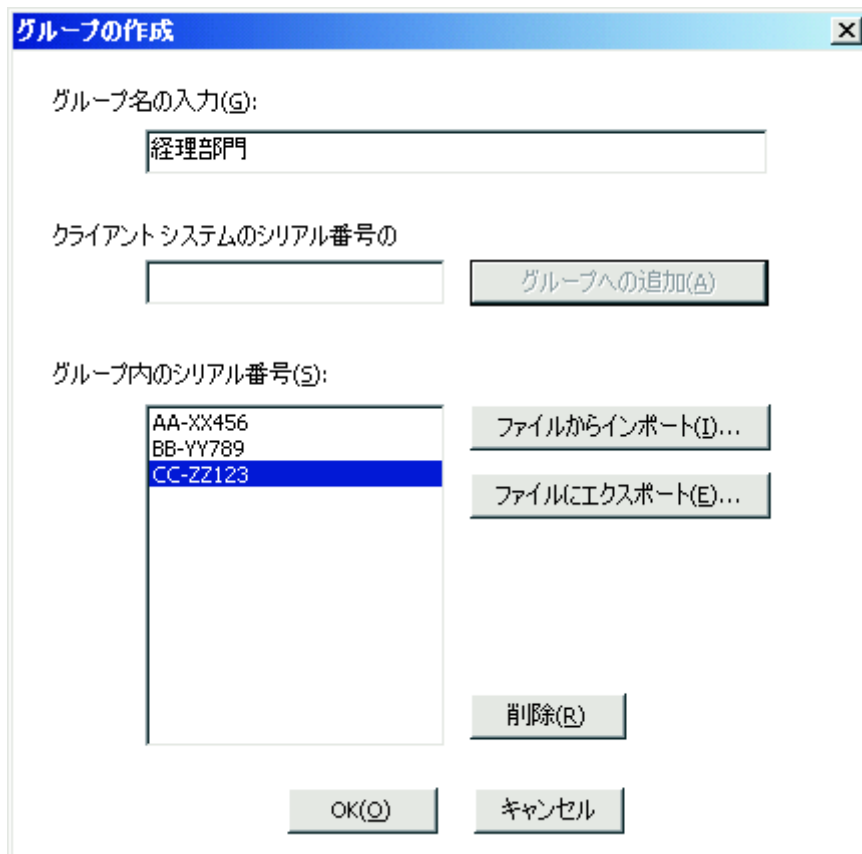 グループの作成
グループ名の入力(G):
経理部門
クライアント システムのシリアル番号の
グループへの追加(A)
グループ内のシリアル番号(S):
AA-XX456
BB-YY789
CC-ZZ123
ファイルからインポート(I)...
ファイルにエクスポート(E)...
削除(R)
OK(O)
キャンセル